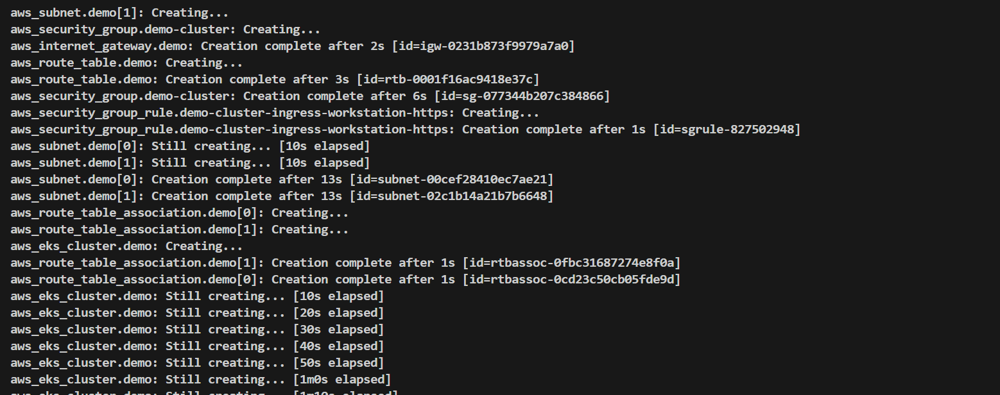 aws_subnet.demo[1]: Creating...
aws_security_group.demo-cluster: Creating...
aws_internet_gateway.demo: Creation complete after 2s [id=igw-0231b873f9979a7a0]
aws_route_table.demo: Creating...
aws_route_table.demo: Creation complete after 3s [id=rtb-0001f16ac9418e37c]
aws_security_group.demo-cluster: Creation complete after 6s [id=sg-077344b207c384866]
aws_security_group_rule.demo-cluster-ingress-workstation-https: Creating...
aws_security_group_rule.demo-cluster-ingress-workstation-https: Creation complete after 1s [id=sgrule-827502948]
aws_subnet.demo[0]: Still creating... [10s elapsed]
aws_subnet.demo[1]: Still creating... [10s elapsed]
aws_subnet.demo[0]: Creation complete after 13s [id=subnet-00cef28410ec7ae21]
aws_subnet.demo[1]: Creation complete after 13s [id=subnet-02c1b14a21b7b6648]
aws_route_table_association.demo[0]: Creating...
aws_route_table_association.demo[1]: Creating...
aws_eks_cluster.demo: Creating...
aws_route_table_association.demo[1]: Creation complete after 1s [id=rtbassoc-0fbc31687274e8f0a]
aws_route_table_association.demo[0]: Creation complete after 1s [id=rtbassoc-0cd23c50cb05fde9d]
aws_eks_cluster.demo: Still creating... [10s elapsed]
aws_eks_cluster.demo: Still creating... [20s elapsed]
aws_eks_cluster.demo: Still creating... [30s elapsed]
aws_eks_cluster.demo: Still creating... [40s elapsed]
aws_eks_cluster.demo: Still creating... [50s elapsed]
aws_eks_cluster.demo: Still creating... [1m0s elapsed]
aws_eks_cluster.demo: Still creating... [1m10s elapsed]